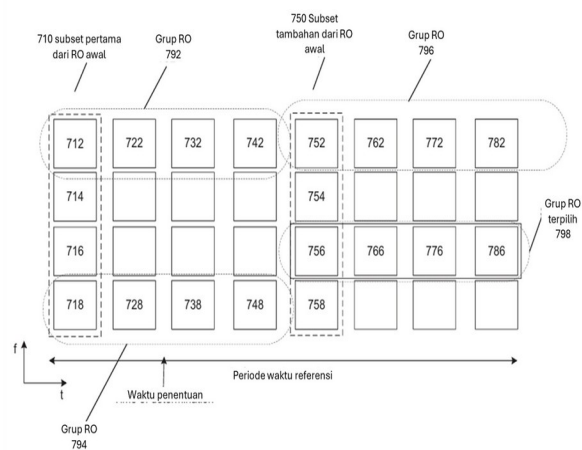 750 Subset
tambahan dari RO
awal
710 subset pertama
dari RO awal
Grup RO
792
Grup RO
796
712 722 732 742 752 762 772 782
714 754
716 756 766 776 786
718 728 738 748 758
Grup RO
terpilih
798
f
t
Periode waktu referensi
Waktu penentuan
Grup RO
794